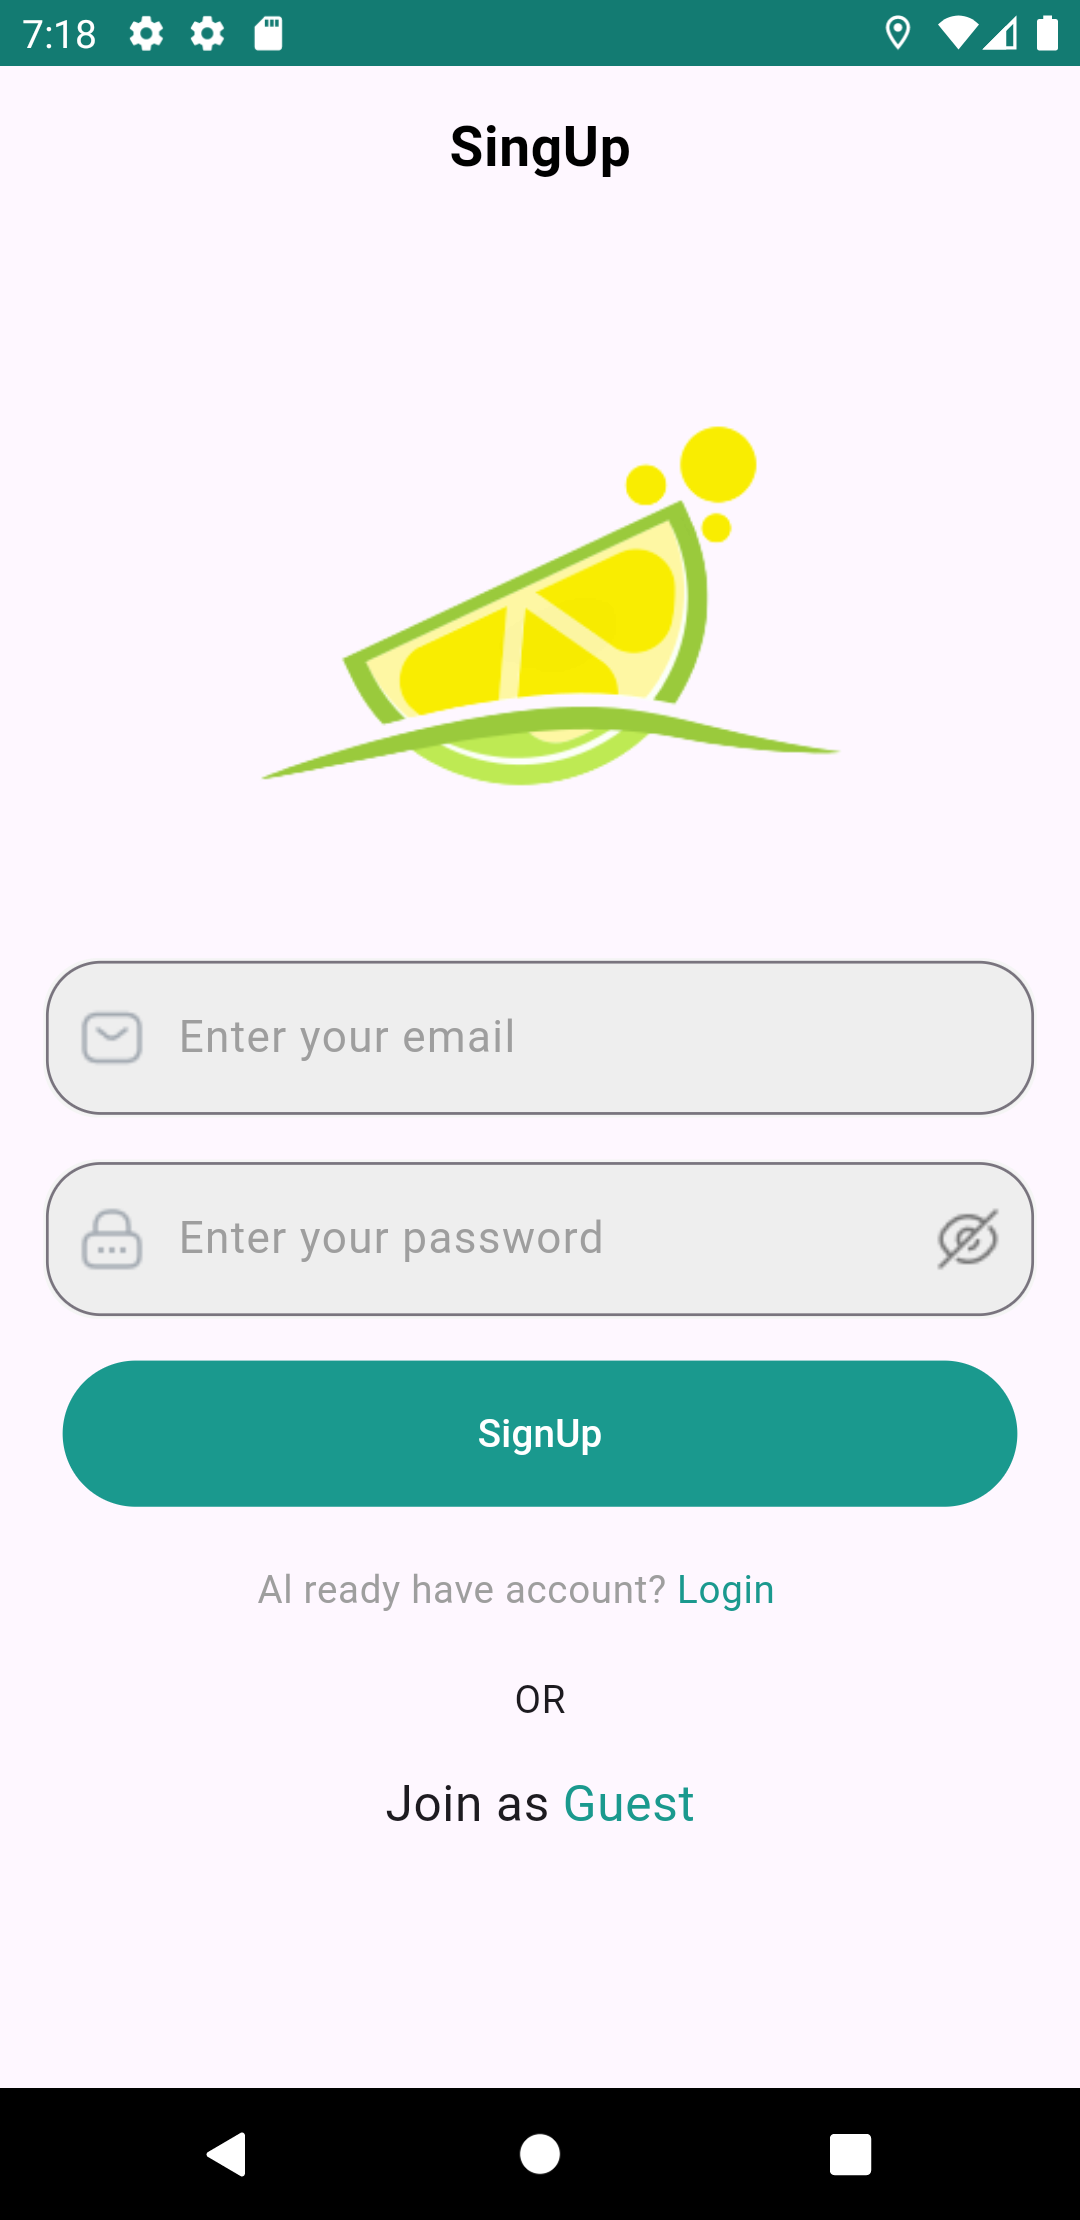 7:18
SingUp
Enter your email
Enter your password
SignUp
Al ready have account? Login
OR
Join as Guest